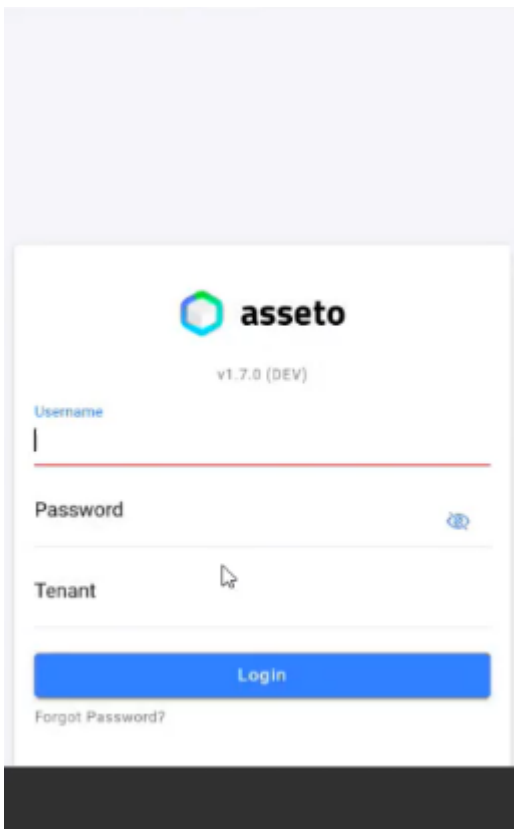 asseto
v1.7.0 (DEV)
Username
Password
Tenant
Login
Forgot Password?